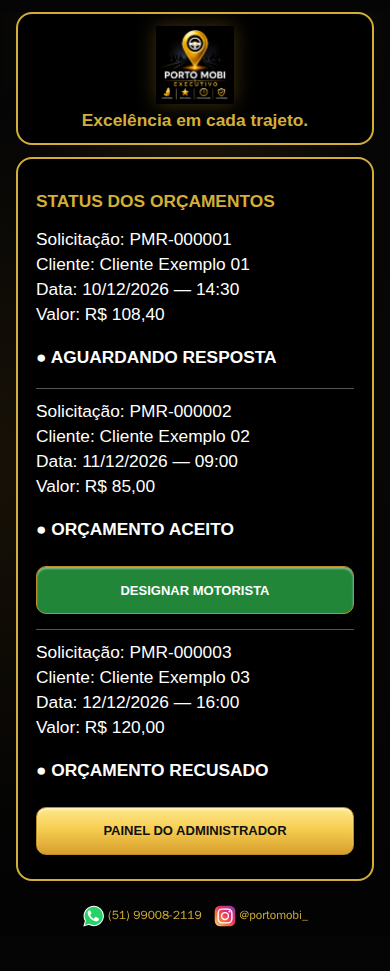 PORTO MOBI
EXECUTIVO
Excelência em cada trajeto.
STATUS DOS ORÇAMENTOS
Solicitação: PMR-000001
Cliente: Cliente Exemplo 01
Data: 10/12/2026 — 14:30
Valor: R$ 108,40
● AGUARDANDO RESPOSTA
Solicitação: PMR-000002
Cliente: Cliente Exemplo 02
Data: 11/12/2026 — 09:00
Valor: R$ 85,00
● ORÇAMENTO ACEITO
DESIGNAR MOTORISTA
Solicitação: PMR-000003
Cliente: Cliente Exemplo 03
Data: 12/12/2026 — 16:00
Valor: R$ 120,00
● ORÇAMENTO RECUSADO
PAINEL DO ADMINISTRADOR
(51) 99008-2119 @portomobi_